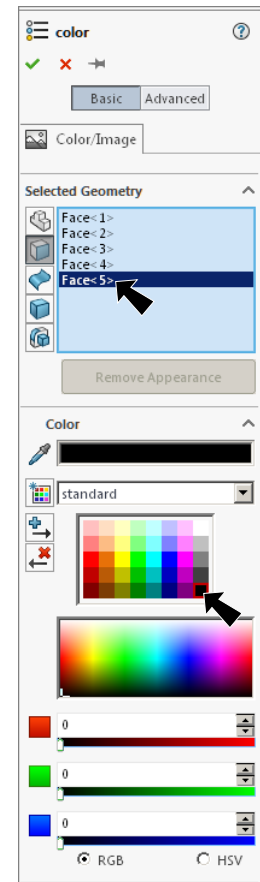 color
Basic Advanced
Color/Image
Selected Geometry
Face<1>
Face<2>
Face<3>
Face<4>
Face<5>
Remove Appearance
Color
standard
0
0
0
RGB HSV